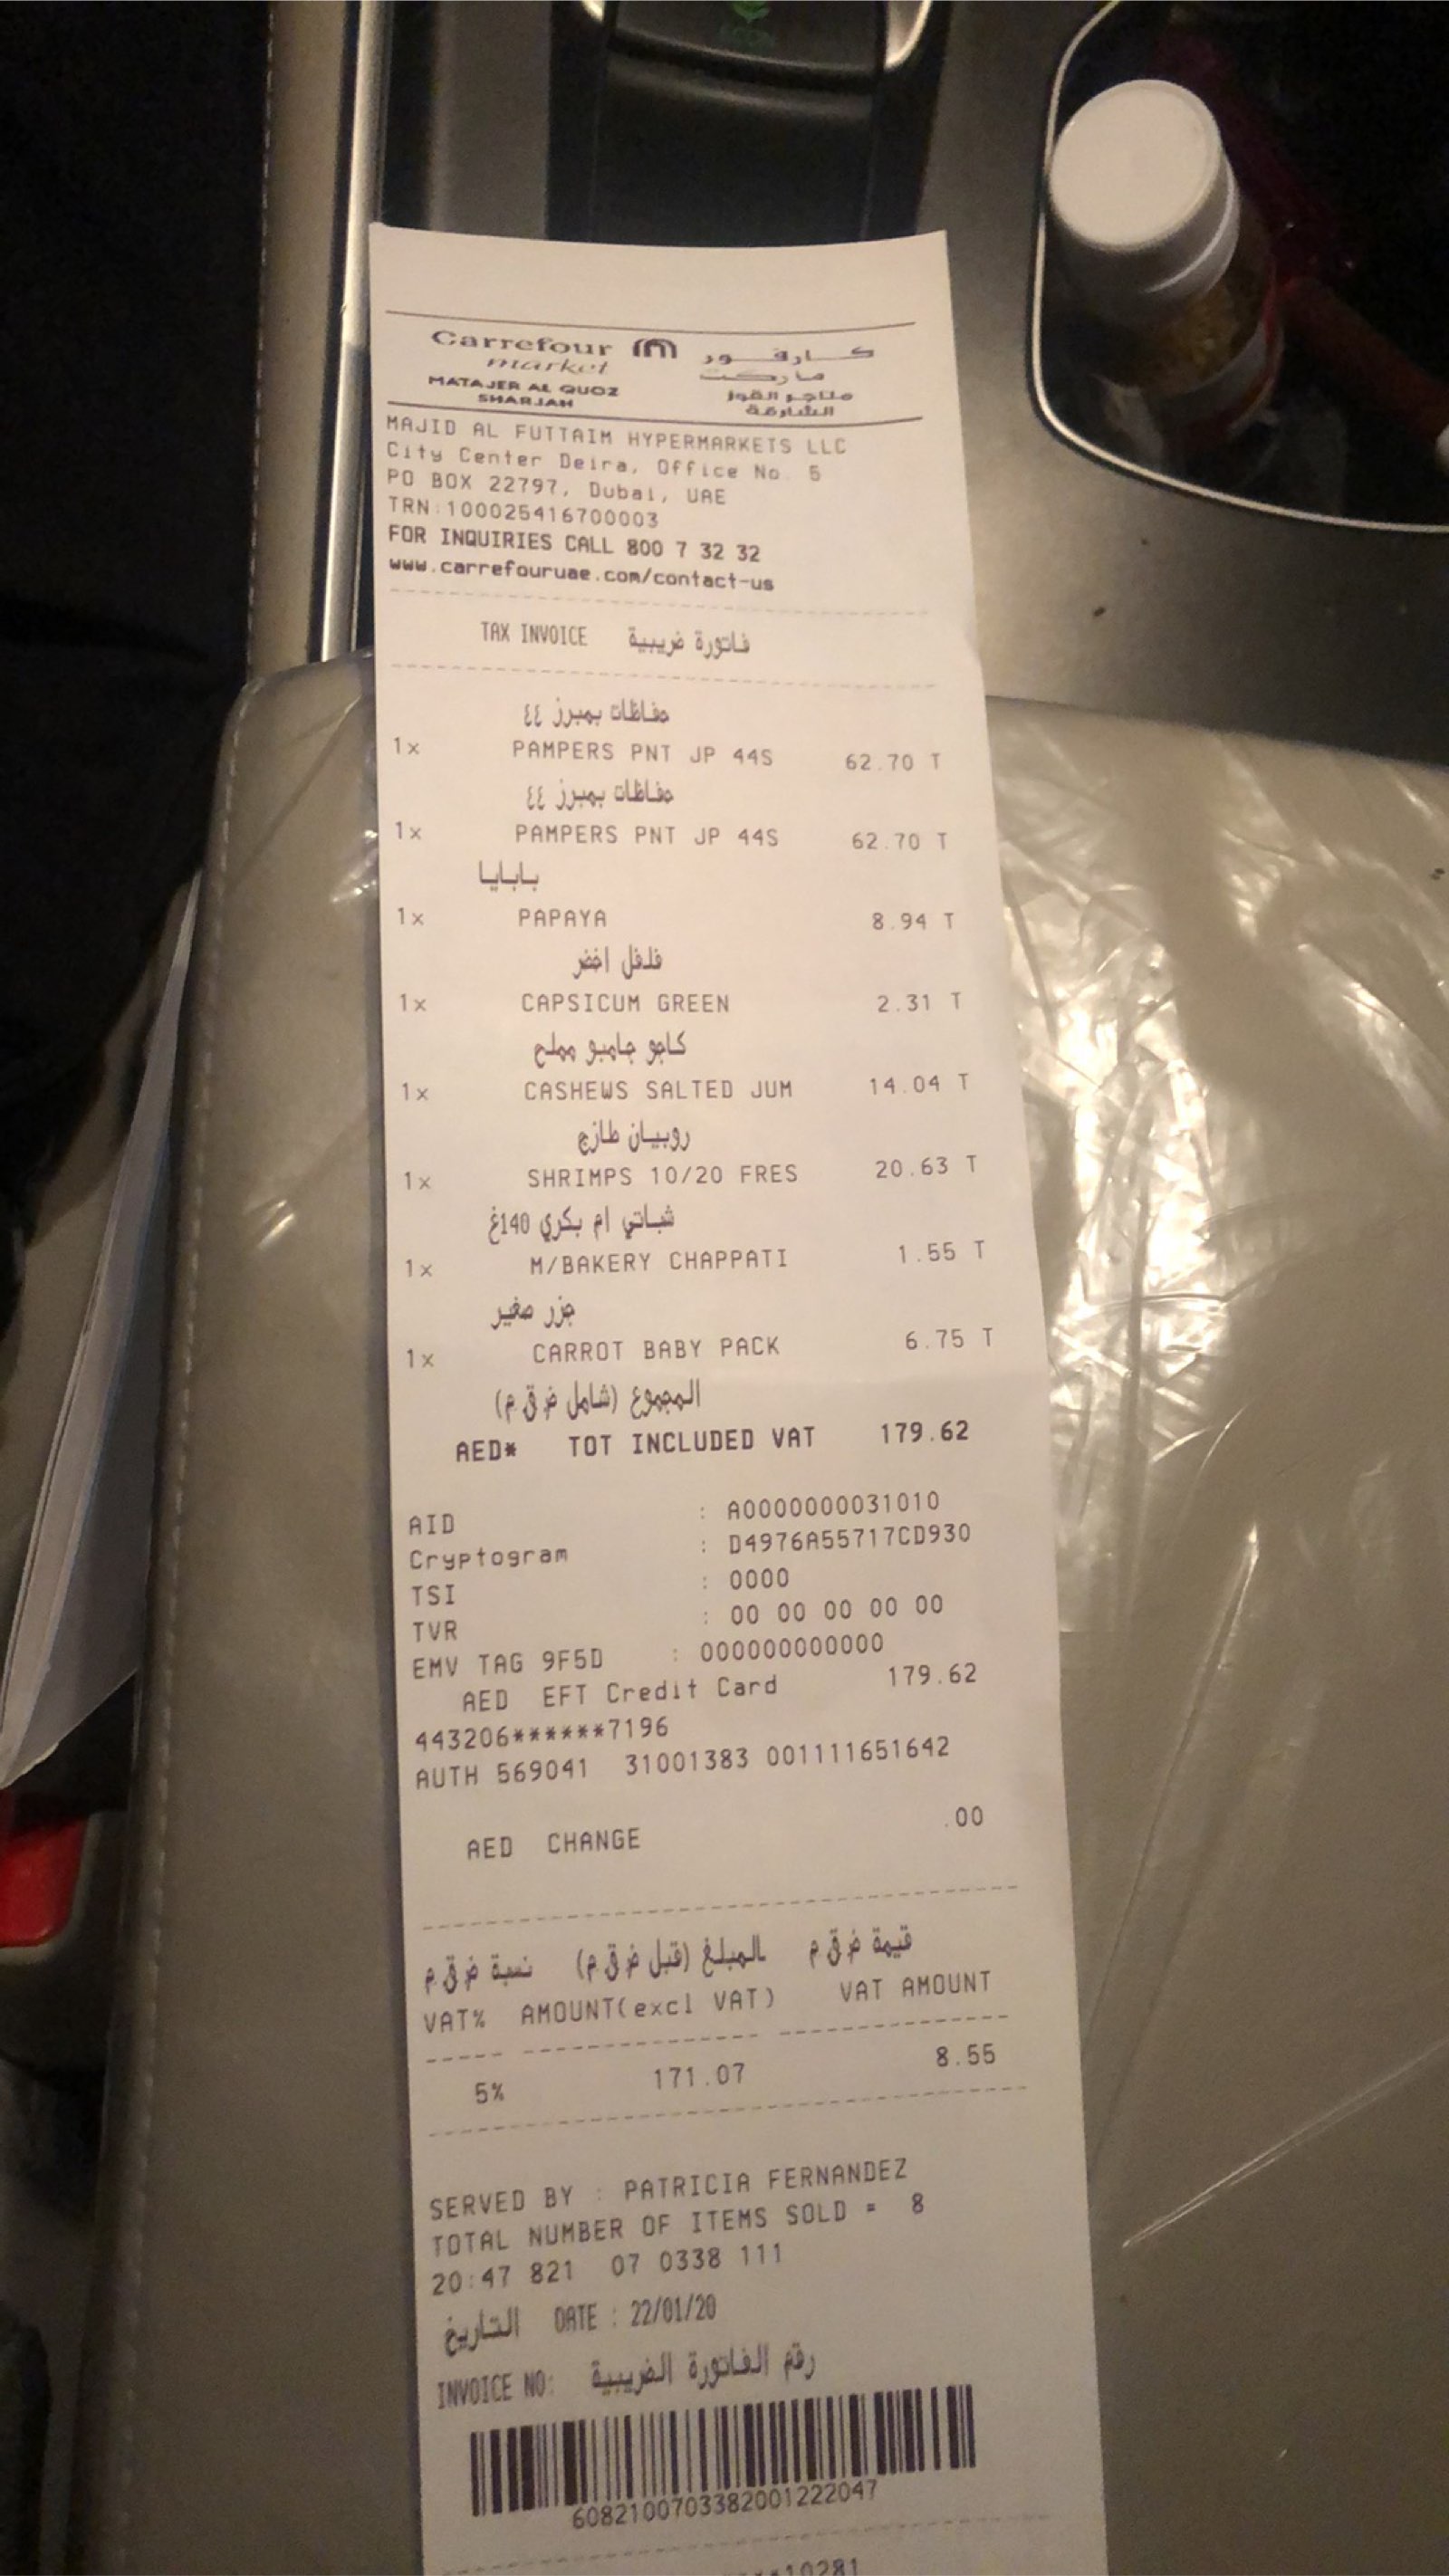 Carrefour كارفور
market ماركت
MATAJER AL QUOZ متاجر القوز
SHARJAH الشارقة
MAJID AL FUTTAIM HYPERMARKETS LLC
City Center Deira, Office No. 5
PO BOX 22797, Dubai, UAE
TRN:100025416700003
FOR INQUIRIES CALL 800 7 32 32
www.carrefouruae.com/contact-us
TAX INVOICE فاتورة ضريبية
حفاظات بمبرز ٤٤
1x PAMPERS PNT JP 44S 62.70 T
حفاظات بمبرز ٤٤
1x PAMPERS PNT JP 44S 62.70 T
بابايا
1x PAPAYA 8.94 T
فلفل اخضر
1x CAPSICUM GREEN 2.31 T
كاجو جامبو مملح
1x CASHEWS SALTED JUM 14.04 T
روبيان طازج
1x SHRIMPS 10/20 FRES 20.63 T
شباتي ام بكري 140غ
1x M/BAKERY CHAPPATI 1.55 T
جزر صغير
1x CARROT BABY PACK 6.75 T
المجموع (شامل ض ق م)
AED* TOT INCLUDED VAT 179.62
AID : A0000000031010
Cryptogram : D4976A55717CD930
TSI : 0000
TVR : 00 00 00 00 00
EMV TAG 9F5D : 000000000000
AED EFT Credit Card 179.62
443206******7196
AUTH 569041 31001383 001111651642
AED CHANGE .00
نسبة ض ق م المبلغ (قبل ض ق م) قيمة ض ق م
VAT% AMOUNT(excl VAT) VAT AMOUNT
5% 171.07 8.55
SERVED BY : PATRICIA FERNANDEZ
TOTAL NUMBER OF ITEMS SOLD = 8
20:47 821 07 0338 111
التاريخ DATE : 22/01/20
INVOICE NO: رقم الفاتورة الضريبية
6082100703382001222047